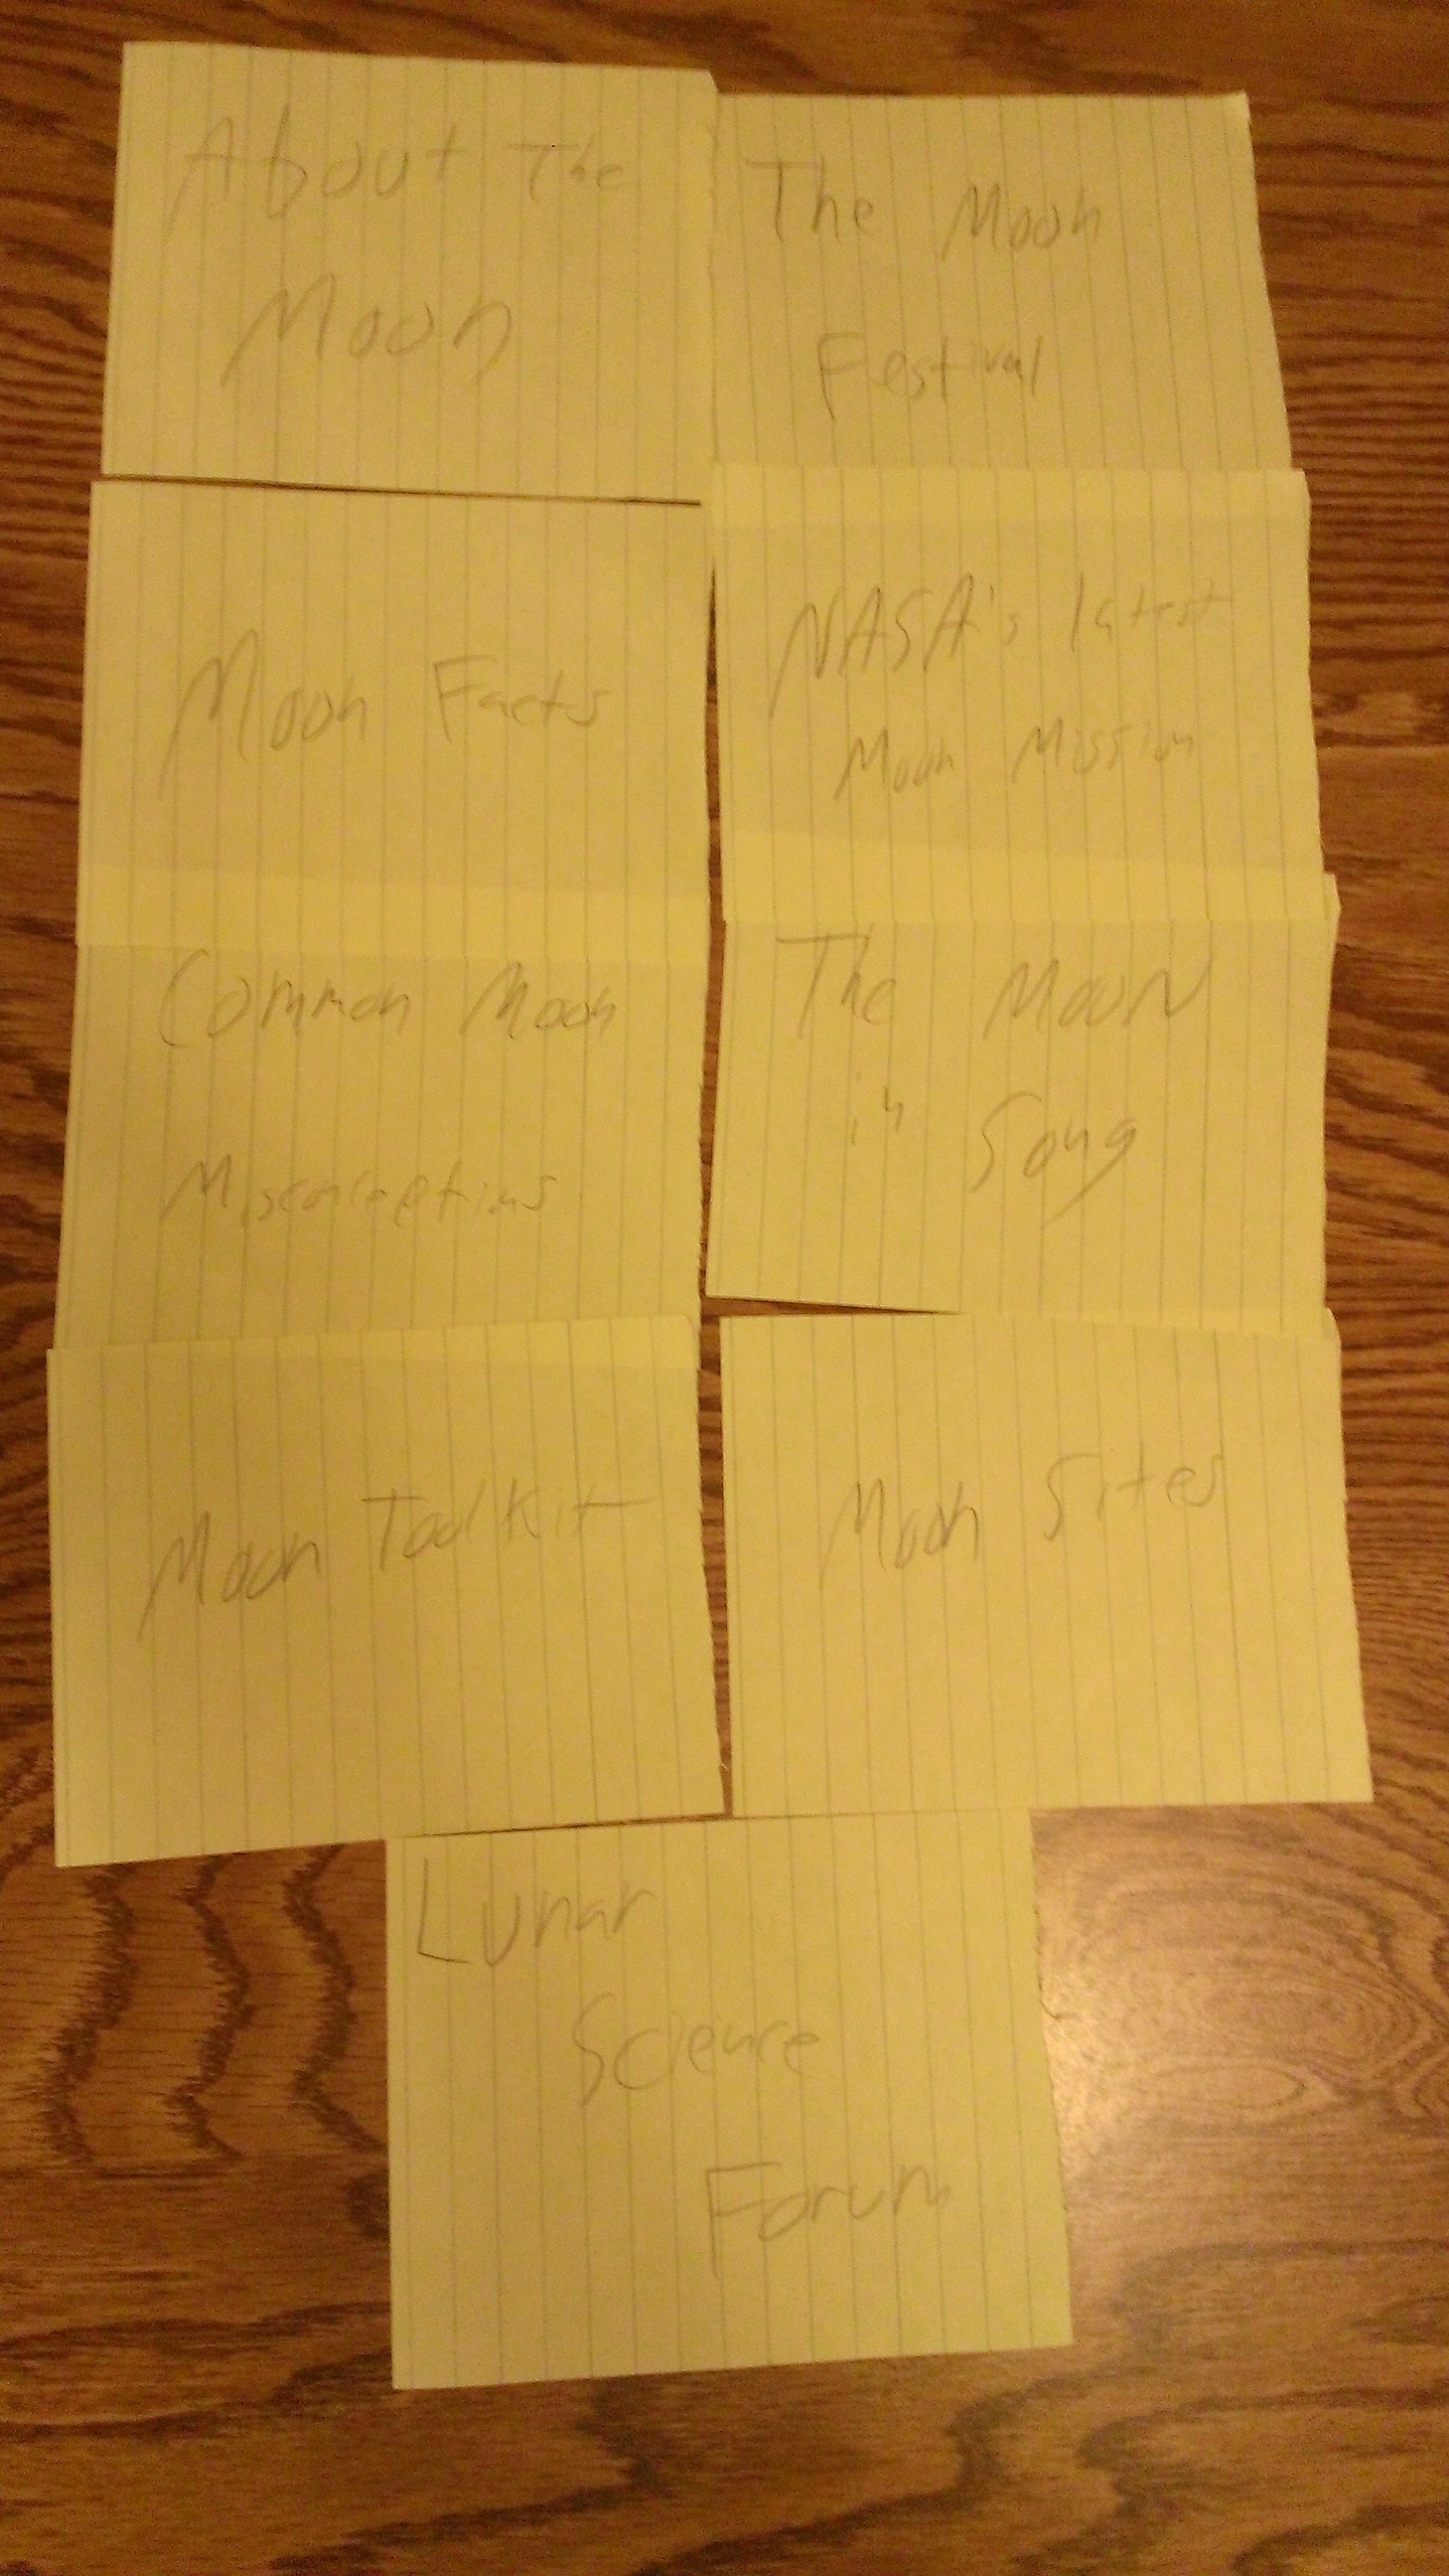 About The
Moon
The Moon
Festival
Moon Facts
NASA's latest
Moon Mission
Common Moon
Misconceptions
The Moon
in Song
Moon Toolkit
Moon Sites
Lunar
Science
Forum